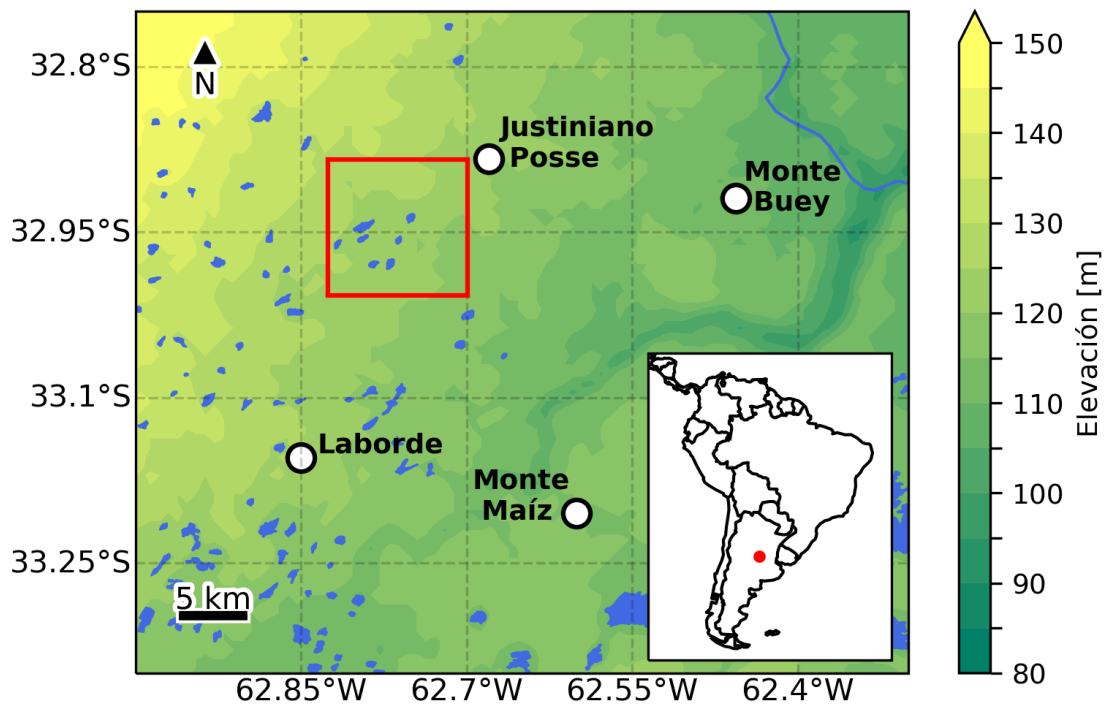 32.8°S
32.95°S
33.1°S
33.25°S
62.85°W
62.7°W
62.55°W
62.4°W
N
Justiniano
Posse
Monte
Buey
Laborde
Monte
Maíz
5 km
150
140
130
120
110
100
90
80
Elevación [m]